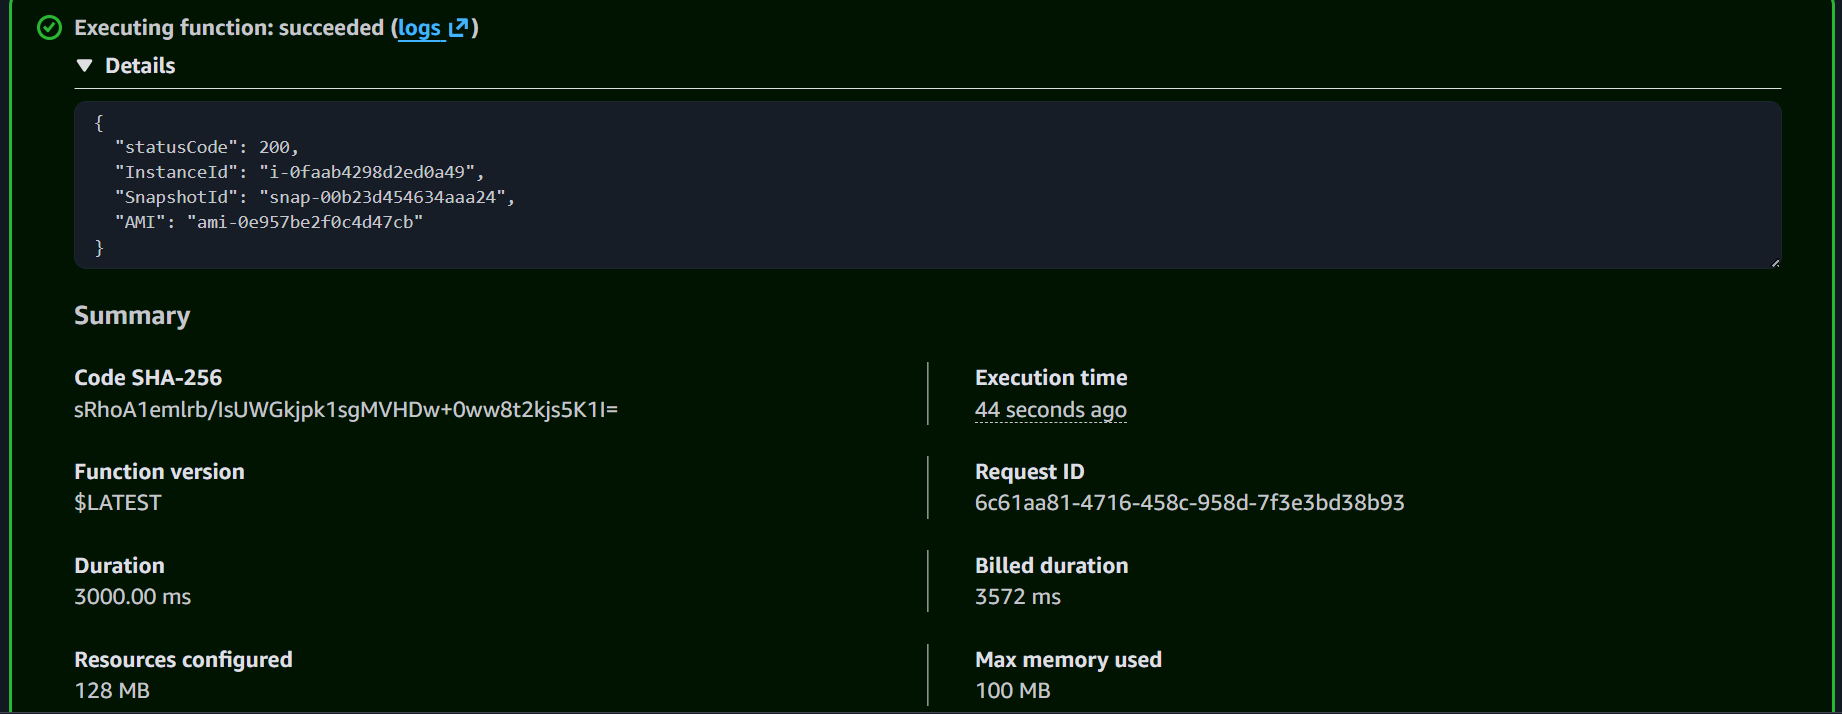 Executing function: succeeded (logs)
Details
{
"statusCode": 200,
"InstanceId": "i-0faab4298d2ed0a49",
"SnapshotId": "snap-00b23d454634aaa24",
"AMI": "ami-0e957be2f0c4d47cb"
}
Summary
Code SHA-256
sRhoA1emlrb/IsUWGkjpk1sgMVHDw+0ww8t2kjs5K1I=
Execution time
44 seconds ago
Function version
$LATEST
Request ID
6c61aa81-4716-458c-958d-7f3e3bd38b93
Duration
3000.00 ms
Billed duration
3572 ms
Resources configured
128 MB
Max memory used
100 MB